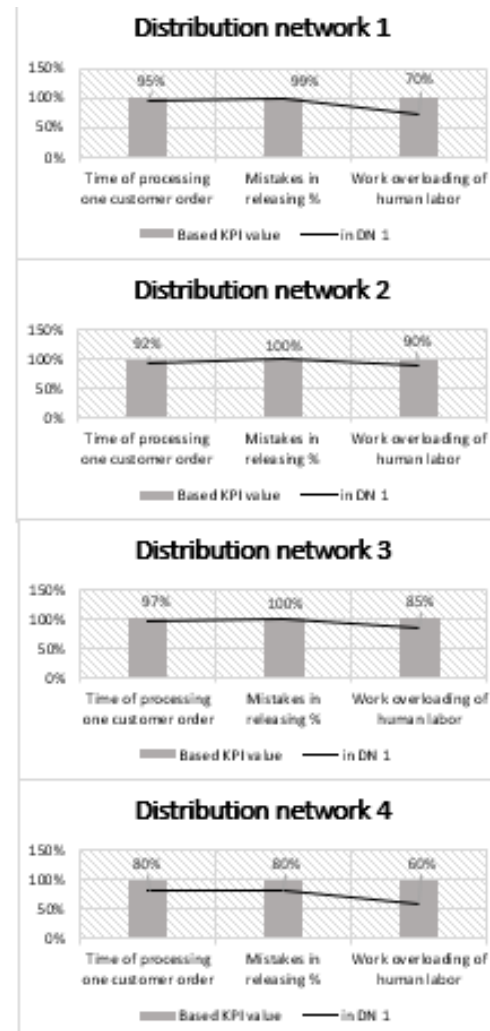 Distribution network 1
95% 99% 70%
150%
100%
50%
0%
Time of processing one customer order
Mistakes in releasing %
Work overloading of human labor
Based KPI value in DN 1
Distribution network 2
92% 100% 90%
150%
100%
50%
0%
Time of processing one customer order
Mistakes in releasing %
Work overloading of human labor
Based KPI value in DN 1
Distribution network 3
97% 100% 85%
150%
100%
50%
0%
Time of processing one customer order
Mistakes in releasing %
Work overloading of human labor
Based KPI value in DN 1
Distribution network 4
80% 80% 60%
150%
100%
50%
0%
Time of processing one customer order
Mistakes in releasing %
Work overloading of human labor
Based KPI value in DN 1